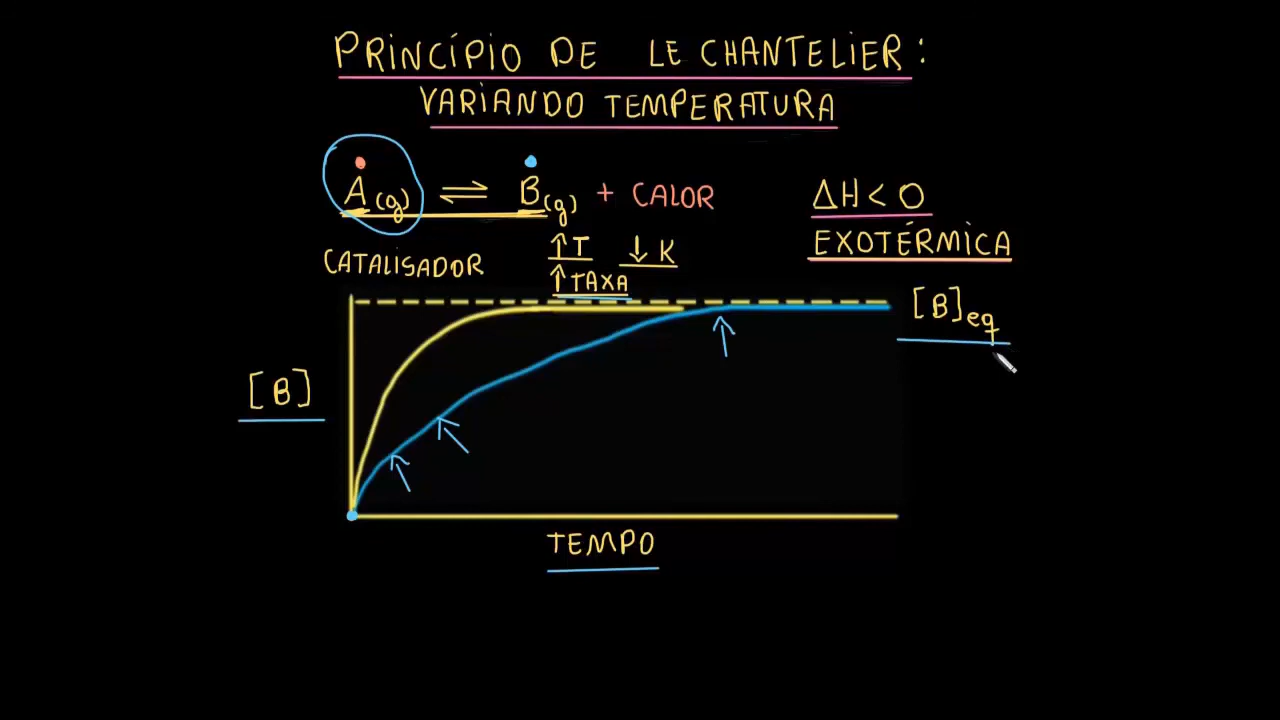 PRINCÍPIO DE LE CHANTELIER:
VARIANDO TEMPERATURA
A(g) ⇌ B(g) + CALOR
ΔH < 0
EXOTÉRMICA
CATALISADOR
↑T ↓K
↑TAXA
[B]eq
[B]
TEMPO